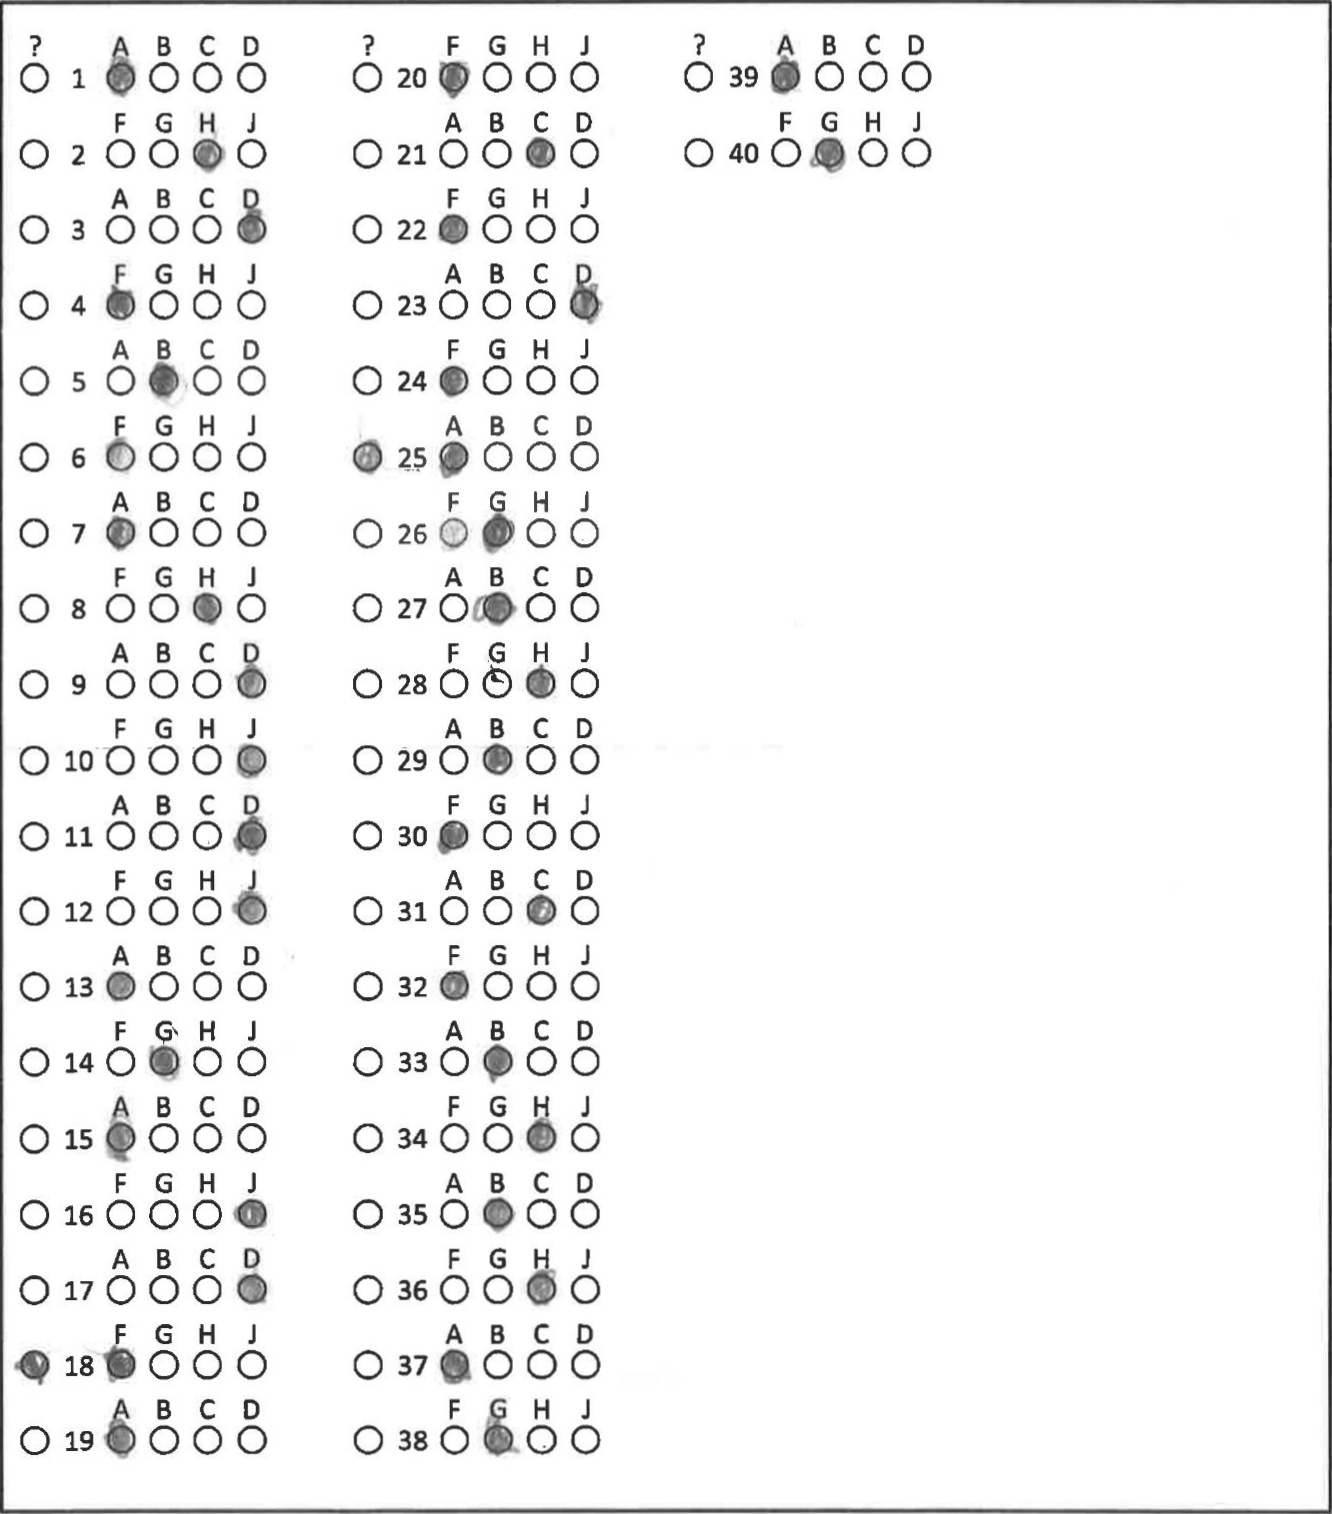 ? A B C D
1
F G H J
2
A B C D
3
F G H J
4
A B C D
5
F G H J
6
A B C D
7
F G H J
8
A B C D
9
F G H J
10
A B C D
11
F G H J
12
A B C D
13
F G H J
14
A B C D
15
F G H J
16
A B C D
17
F G H J
18
A B C D
19
? F G H J
20
A B C D
21
F G H J
22
A B C D
23
F G H J
24
A B C D
25
F G H J
26
A B C D
27
F G H J
28
A B C D
29
F G H J
30
A B C D
31
F G H J
32
A B C D
33
F G H J
34
A B C D
35
F G H J
36
A B C D
37
F G H J
38
? A B C D
39
F G H J
40